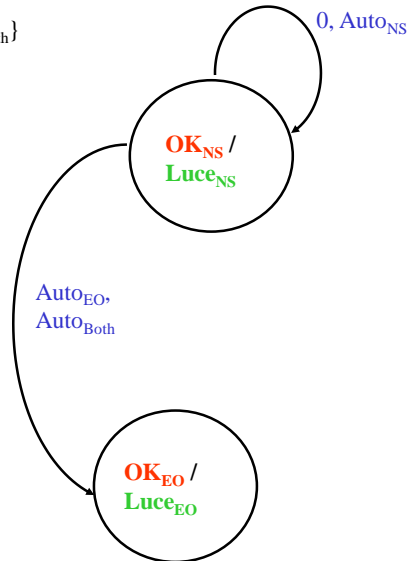 h}
0, Auto_NS
OK_NS /
Luce_NS
Auto_EO,
Auto_Both
OK_EO /
Luce_EO